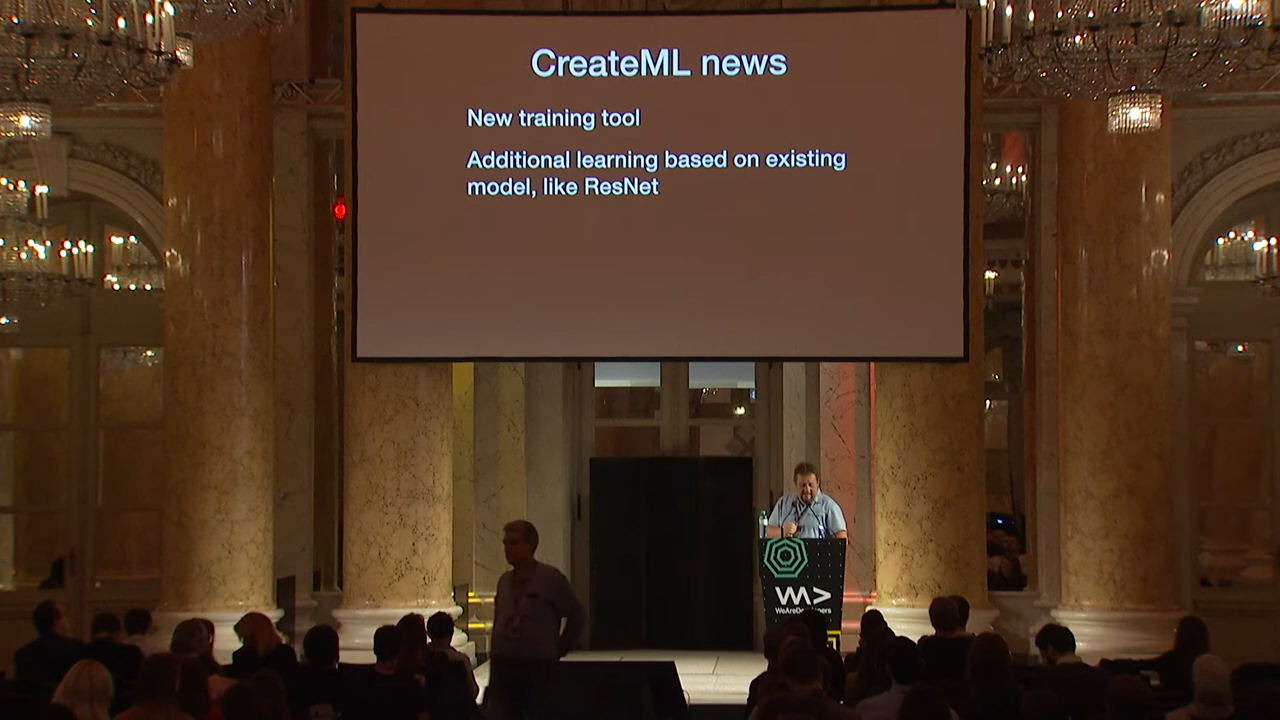 CreateML news
New training tool
Additional learning based on existing
model, like ResNet
WeAreDevelopers